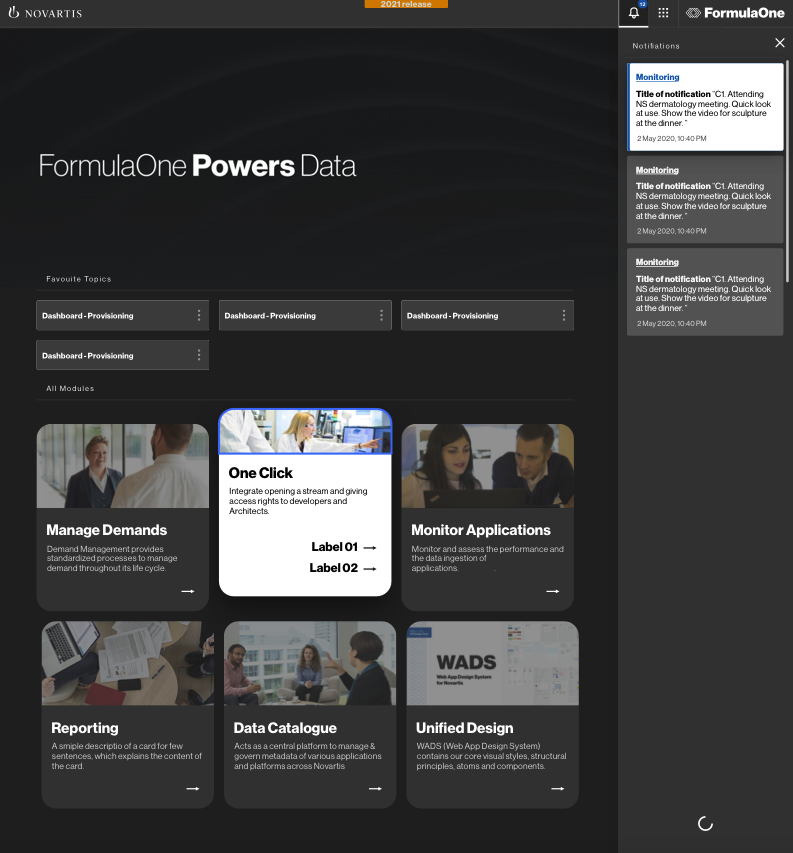 NOVARTIS
2021 release
12
FormulaOne
Notifiations
Monitoring
Title of notification "C1. Attending
NS dermatology meeting. Quick look
at use. Show the video for sculpture
at the dinner. "
2 May 2020, 10:40 PM
Monitoring
Title of notification "C1. Attending
NS dermatology meeting. Quick look
at use. Show the video for sculpture
at the dinner. "
2 May 2020, 10:40 PM
Monitoring
Title of notification "C1. Attending
NS dermatology meeting. Quick look
at use. Show the video for sculpture
at the dinner. "
2 May 2020, 10:40 PM
FormulaOne Powers Data
Favouite Topics
Dashboard - Provisioning
Dashboard - Provisioning
Dashboard - Provisioning
Dashboard - Provisioning
All Modules
Manage Demands
Demand Management provides
standardized processes to manage
demand throughout its life cycle.
One Click
Integrate opening a stream and giving
access rights to developers and
Architects.
Label 01
Label 02
Monitor Applications
Monitor and assess the performance and
the data ingestion of
applications.
Reporting
A smiple descriptio of a card for few
sentences, which explains the content of
the card.
Data Catalogue
Acts as a central platform to manage &
govern metadata of various applications
and platforms across Novartis
WADS
Web App Design System
for Novartis
Unified Design
WADS (Web App Design System)
contains our core visual styles, structural
principles, atoms and components.